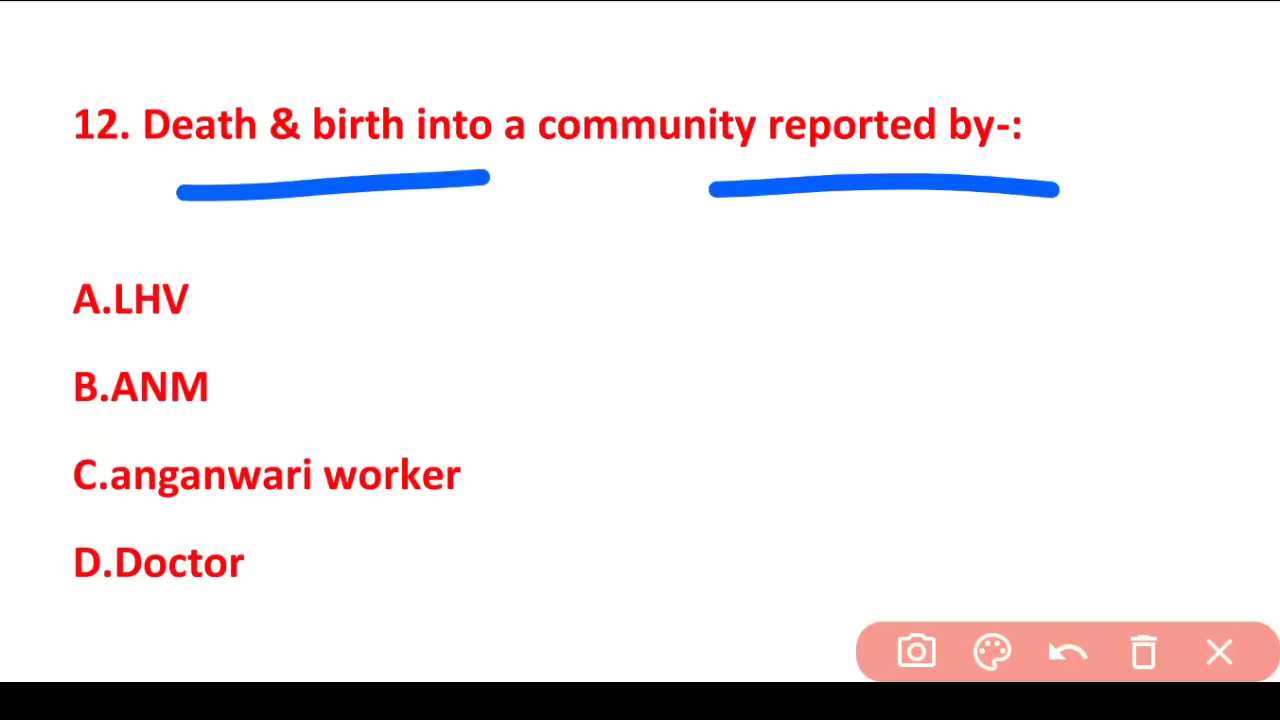 12. Death & birth into a community reported by-:
A.LHV
B.ANM
C.anganwari worker
D.Doctor